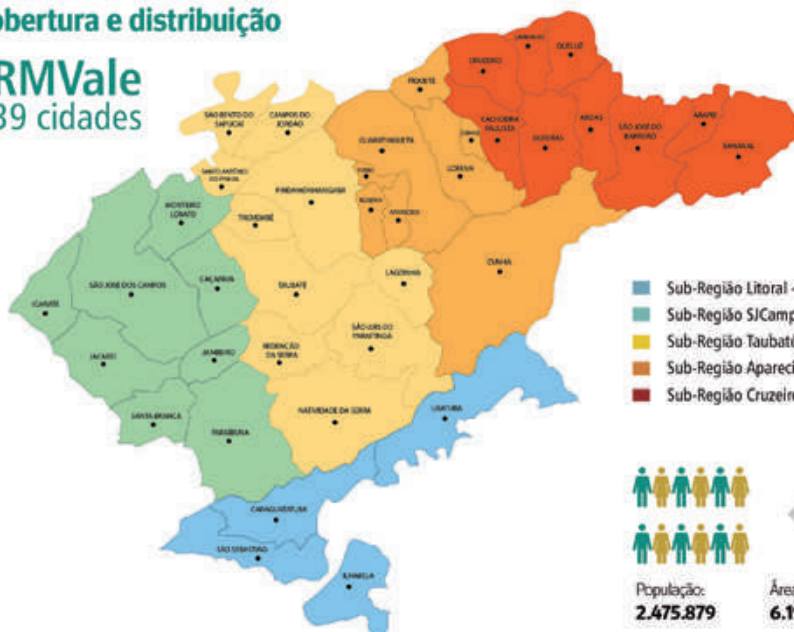 obertura e distribuição
RMVale
39 cidades
CRUZEIRO
LAVRINHAS
QUELUZ
PIQUETE
SÃO BENTO DO
SAPUCAÍ
CAMPOS DO
JORDÃO
CACHOEIRA
PAULISTA
SILVEIRAS
AREIAS
SÃO JOSÉ DO
BARREIRO
ARAPEÍ
BANANAL
GUARATINGUETÁ
CANAS
LORENA
SANTO ANTÔNIO
DO PINHAL
PINDAMONHANGABA
POTIM
ROSEIRA
APARECIDA
MONTEIRO
LOBATO
TREMEMBÉ
CUNHA
LAGOINHA
SÃO JOSÉ DOS CAMPOS
CAÇAPAVA
TAUBATÉ
IGARATÁ
SÃO LUIS DO
PARAITINGA
JACAREÍ
JAMBEIRO
REDENÇÃO
DA SERRA
SANTA BRANCA
NATIVIDADE DA SERRA
UBATUBA
PARAIBUNA
CARAGUATATUBA
SÃO SEBASTIÃO
ILHABELA
Sub-Região Litoral
Sub-Região SJCamp
Sub-Região Taubaté
Sub-Região Apareci
Sub-Região Cruzeiro
População:
2.475.879
Área
6.1